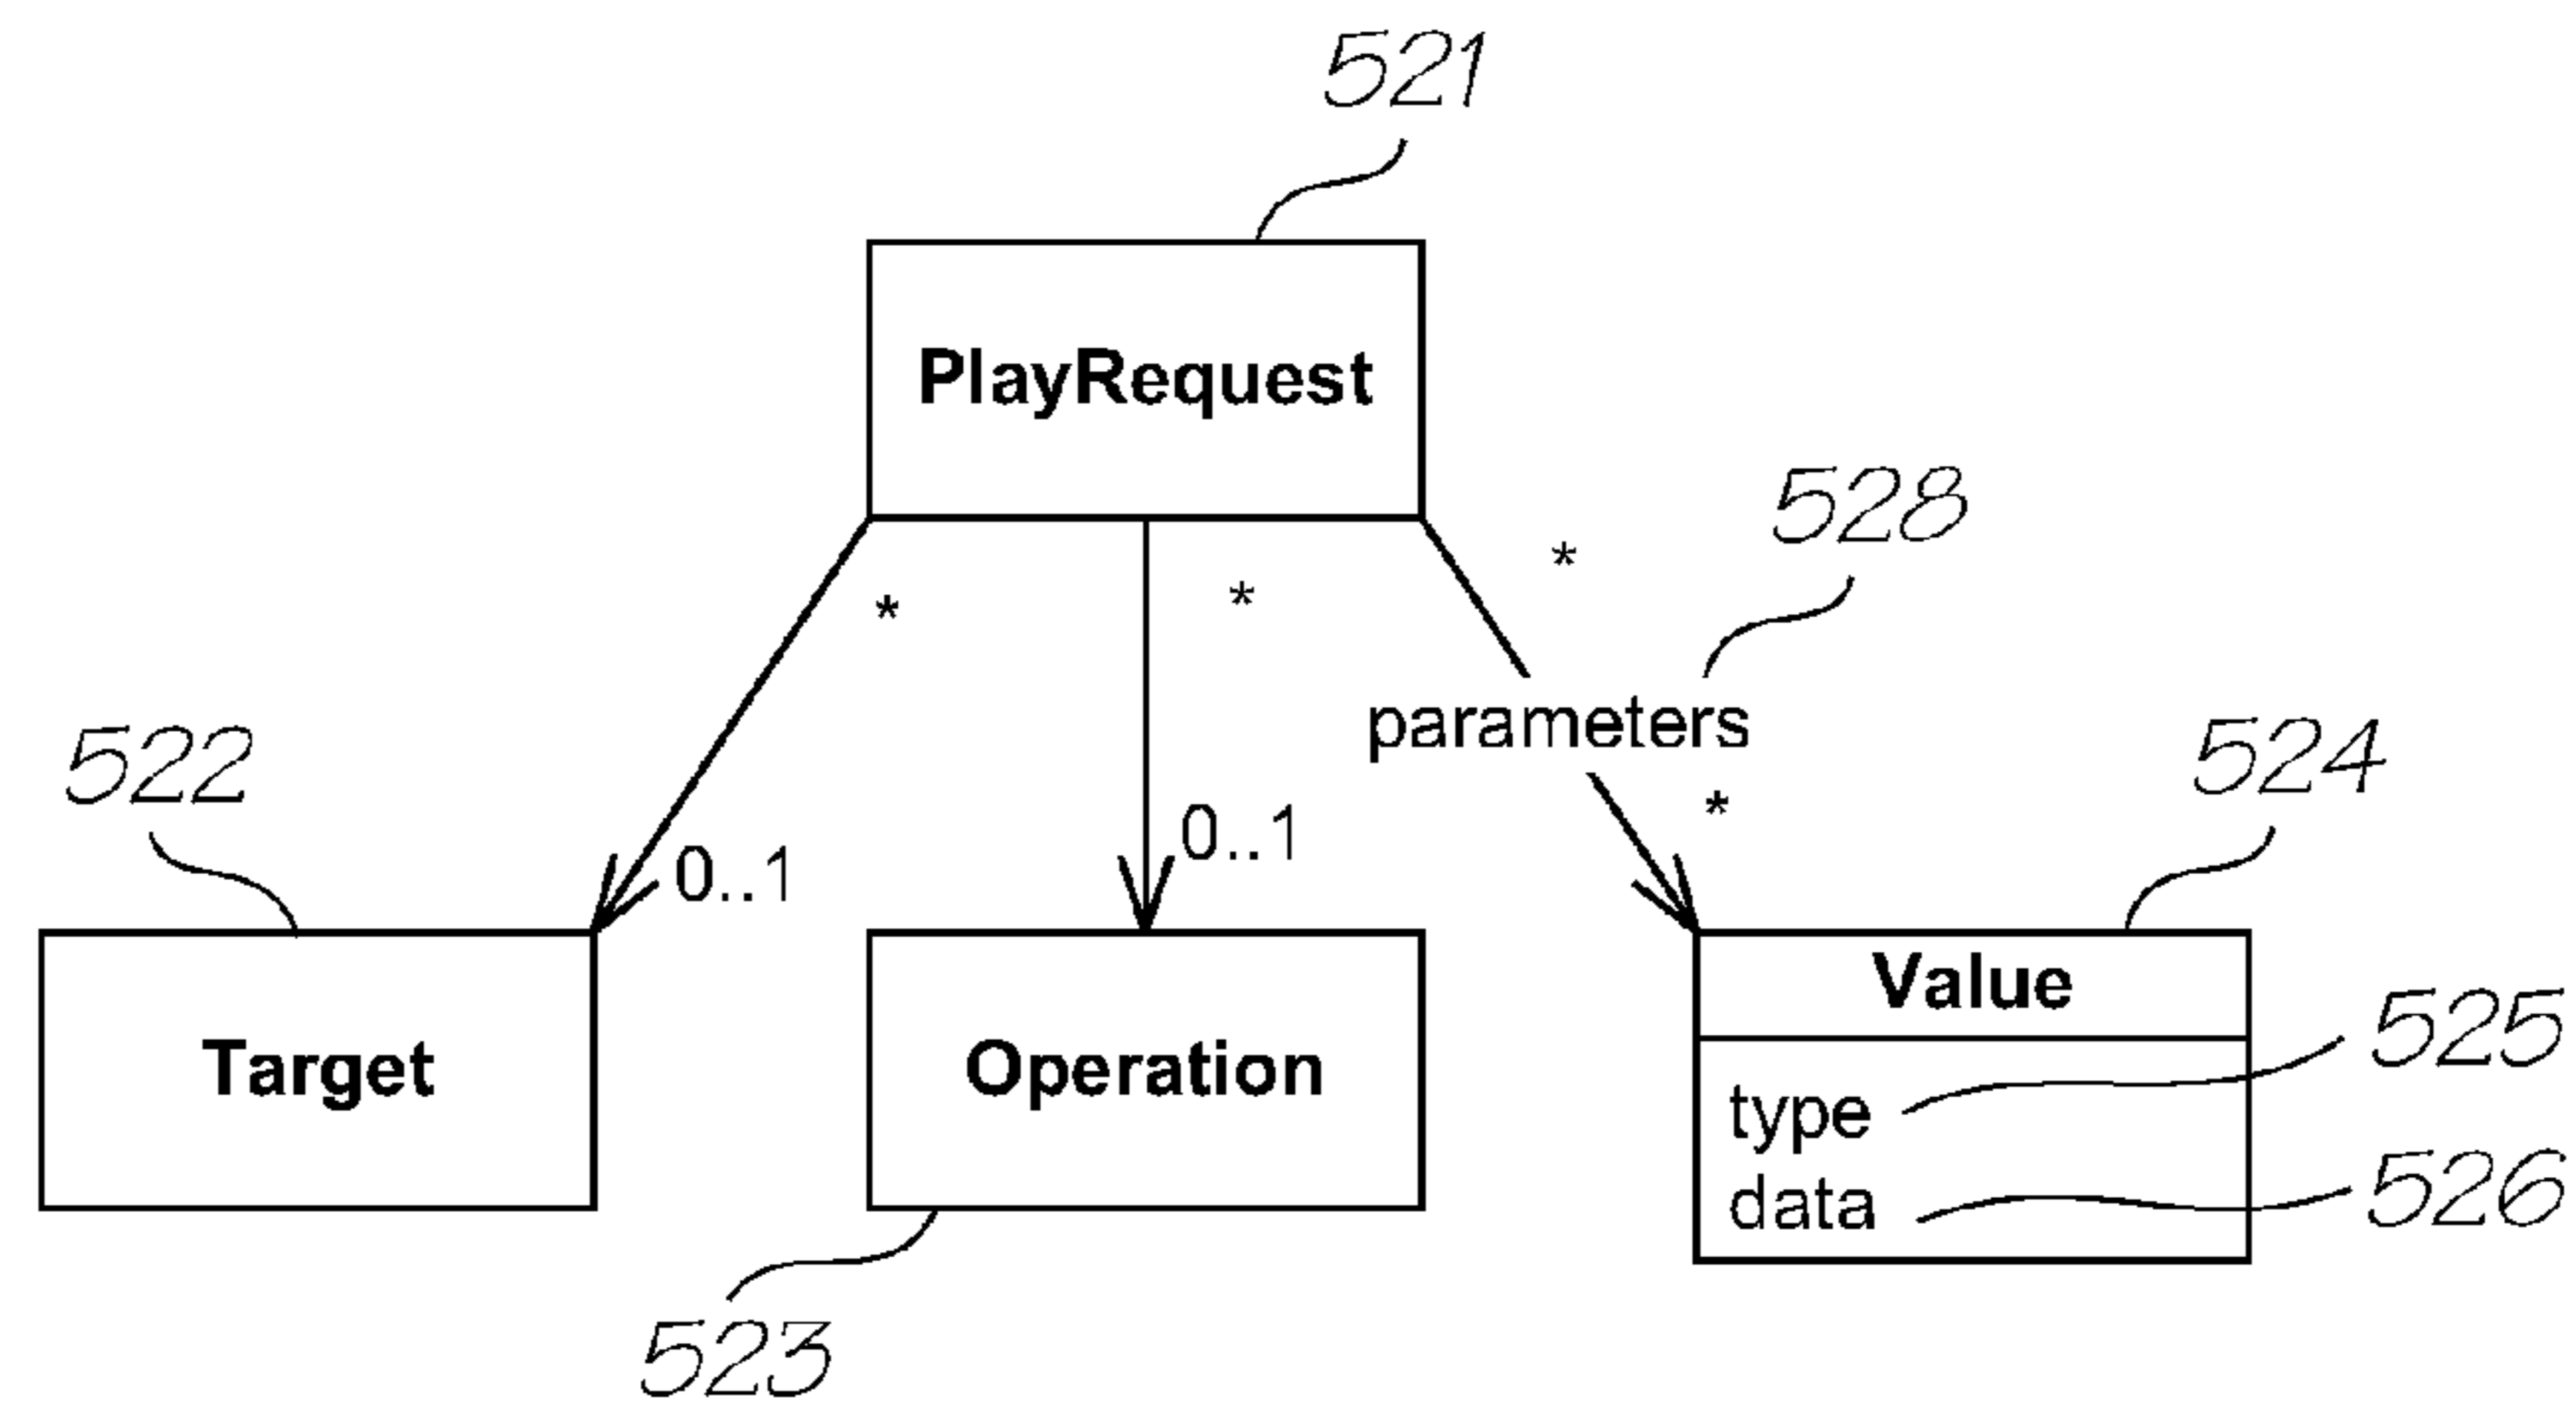 521
PlayRequest
528
* * *
parameters
522
524
0..1 0..1 *
Target
Operation
Value
type
525
data
526
523